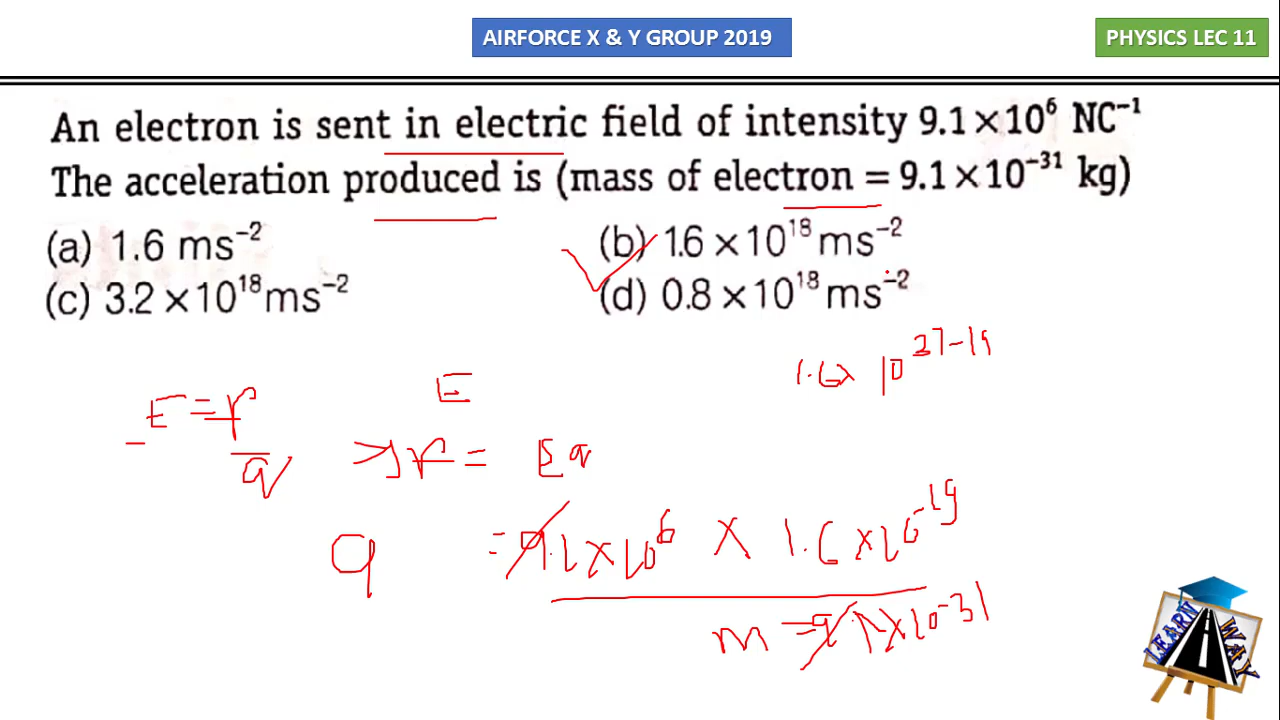 AIRFORCE X & Y GROUP 2019
PHYSICS LEC 11
An electron is sent in electric field of intensity 9.1×10⁶ NC⁻¹
The acceleration produced is (mass of electron = 9.1×10⁻³¹ kg)
(a) 1.6 ms⁻²
(b) 1.6 ×10¹⁸ ms⁻²
(c) 3.2 ×10¹⁸ ms⁻²
(d) 0.8 ×10¹⁸ ms⁻²
1.6×10³⁷⁻¹⁹
E
E = F/q
F = Eq
q
= 9.1×10⁶ × 1.6×10⁻¹⁹
m = 9.1×10⁻³¹
LEARN WAY